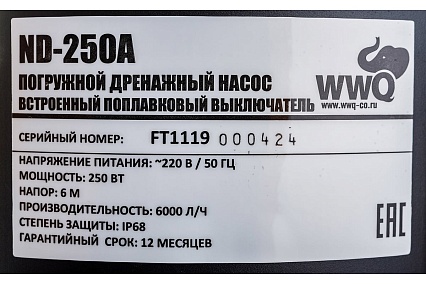 ND-250A
ПОГРУЖНОЙ ДРЕНАЖНЫЙ НАСОС
ВСТРОЕННЫЙ ПОПЛАВКОВЫЙ ВЫКЛЮЧАТЕЛЬ
WWQ
www.wwq-co.ru
СЕРИЙНЫЙ НОМЕР: FT1119 000424
НАПРЯЖЕНИЕ ПИТАНИЯ: ~220 В / 50 ГЦ
МОЩНОСТЬ: 250 ВТ
НАПОР: 6 М
ПРОИЗВОДИТЕЛЬНОСТЬ: 6000 Л/Ч
СТЕПЕНЬ ЗАЩИТЫ: IP68
ГАРАНТИЙНЫЙ СРОК: 12 МЕСЯЦЕВ
EAC